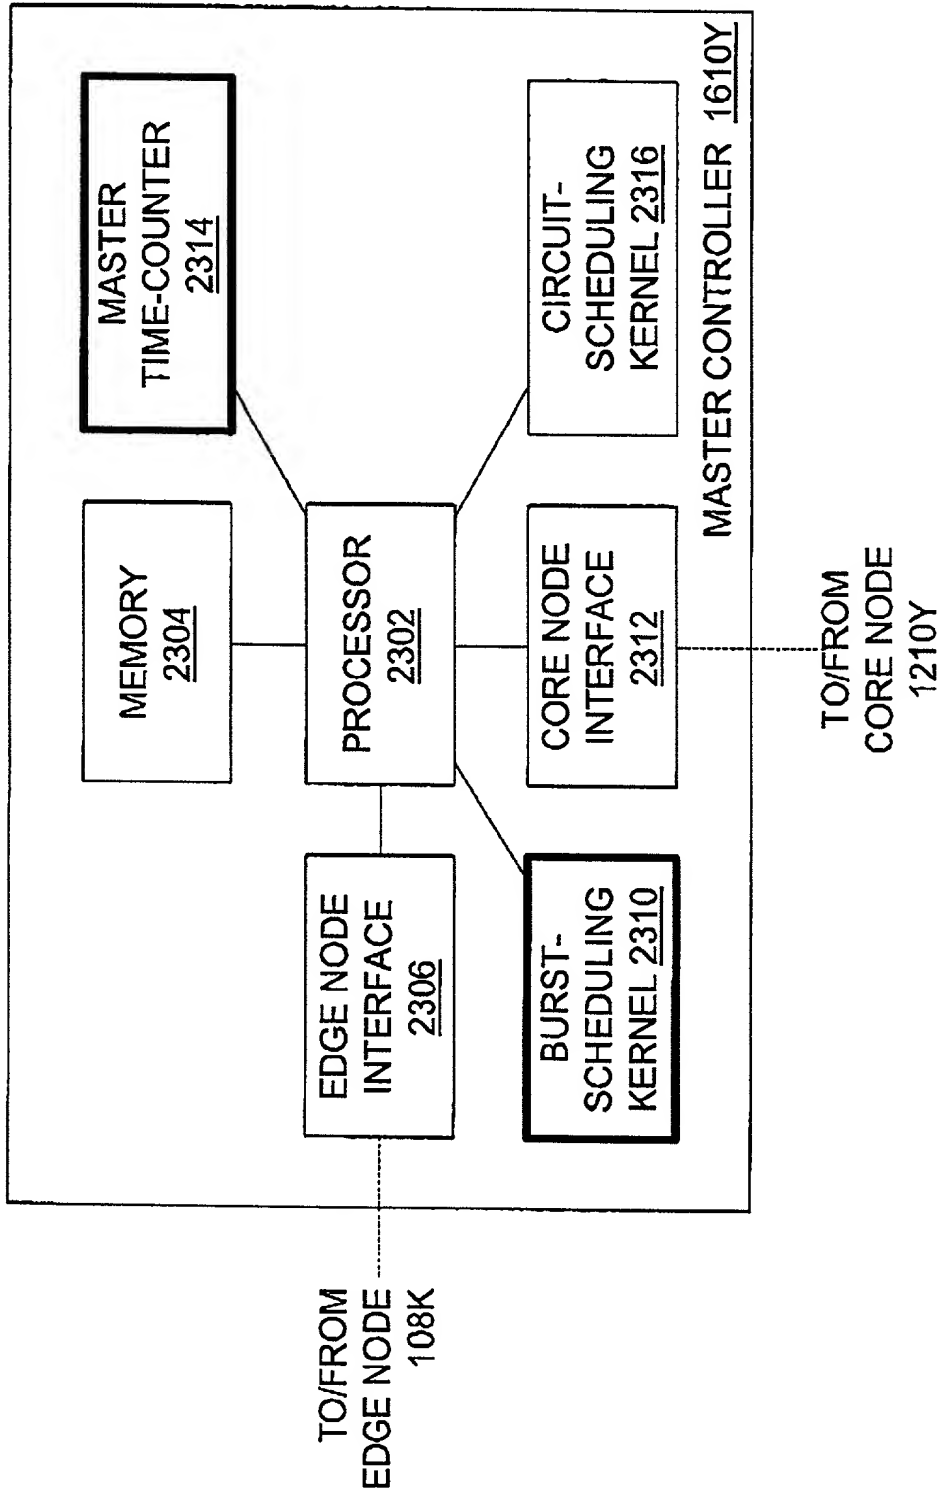 MEMORY
2304
MASTER
TIME-COUNTER
2314
TO/FROM
EDGE NODE
108K
EDGE NODE
INTERFACE
2306
PROCESSOR
2302
BURST-
SCHEDULING
KERNEL 2310
CORE NODE
INTERFACE
2312
CIRCUIT-
SCHEDULING
KERNEL 2316
MASTER CONTROLLER 1610Y
TO/FROM
CORE NODE
1210Y